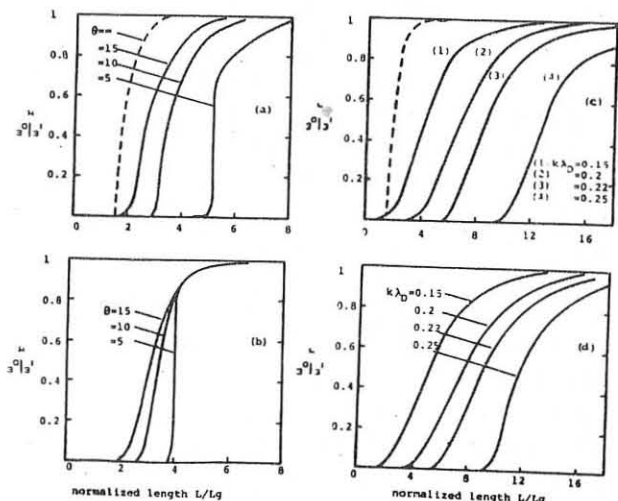 1
0.8
0.6
0.4
0.2
θ=∞
=15
=10
=5
(a)
0 2 4 6 8
1
0.8
0.6
0.4
0.2
(1) (2) (3) (4)
(c)
(1) kλD=0.15
(2) =0.2
(3) =0.22
(4) =0.25
0 4 8 12 16
1
0.8
0.6
0.4
0.2
θ=15
=10
=5
(b)
0 2 4 6 8
normalized length L/Lg
1
0.8
0.6
0.4
0.2
kλD=0.15
0.2
0.22
0.25
(d)
0 4 8 12 16
normalized length L/Lg